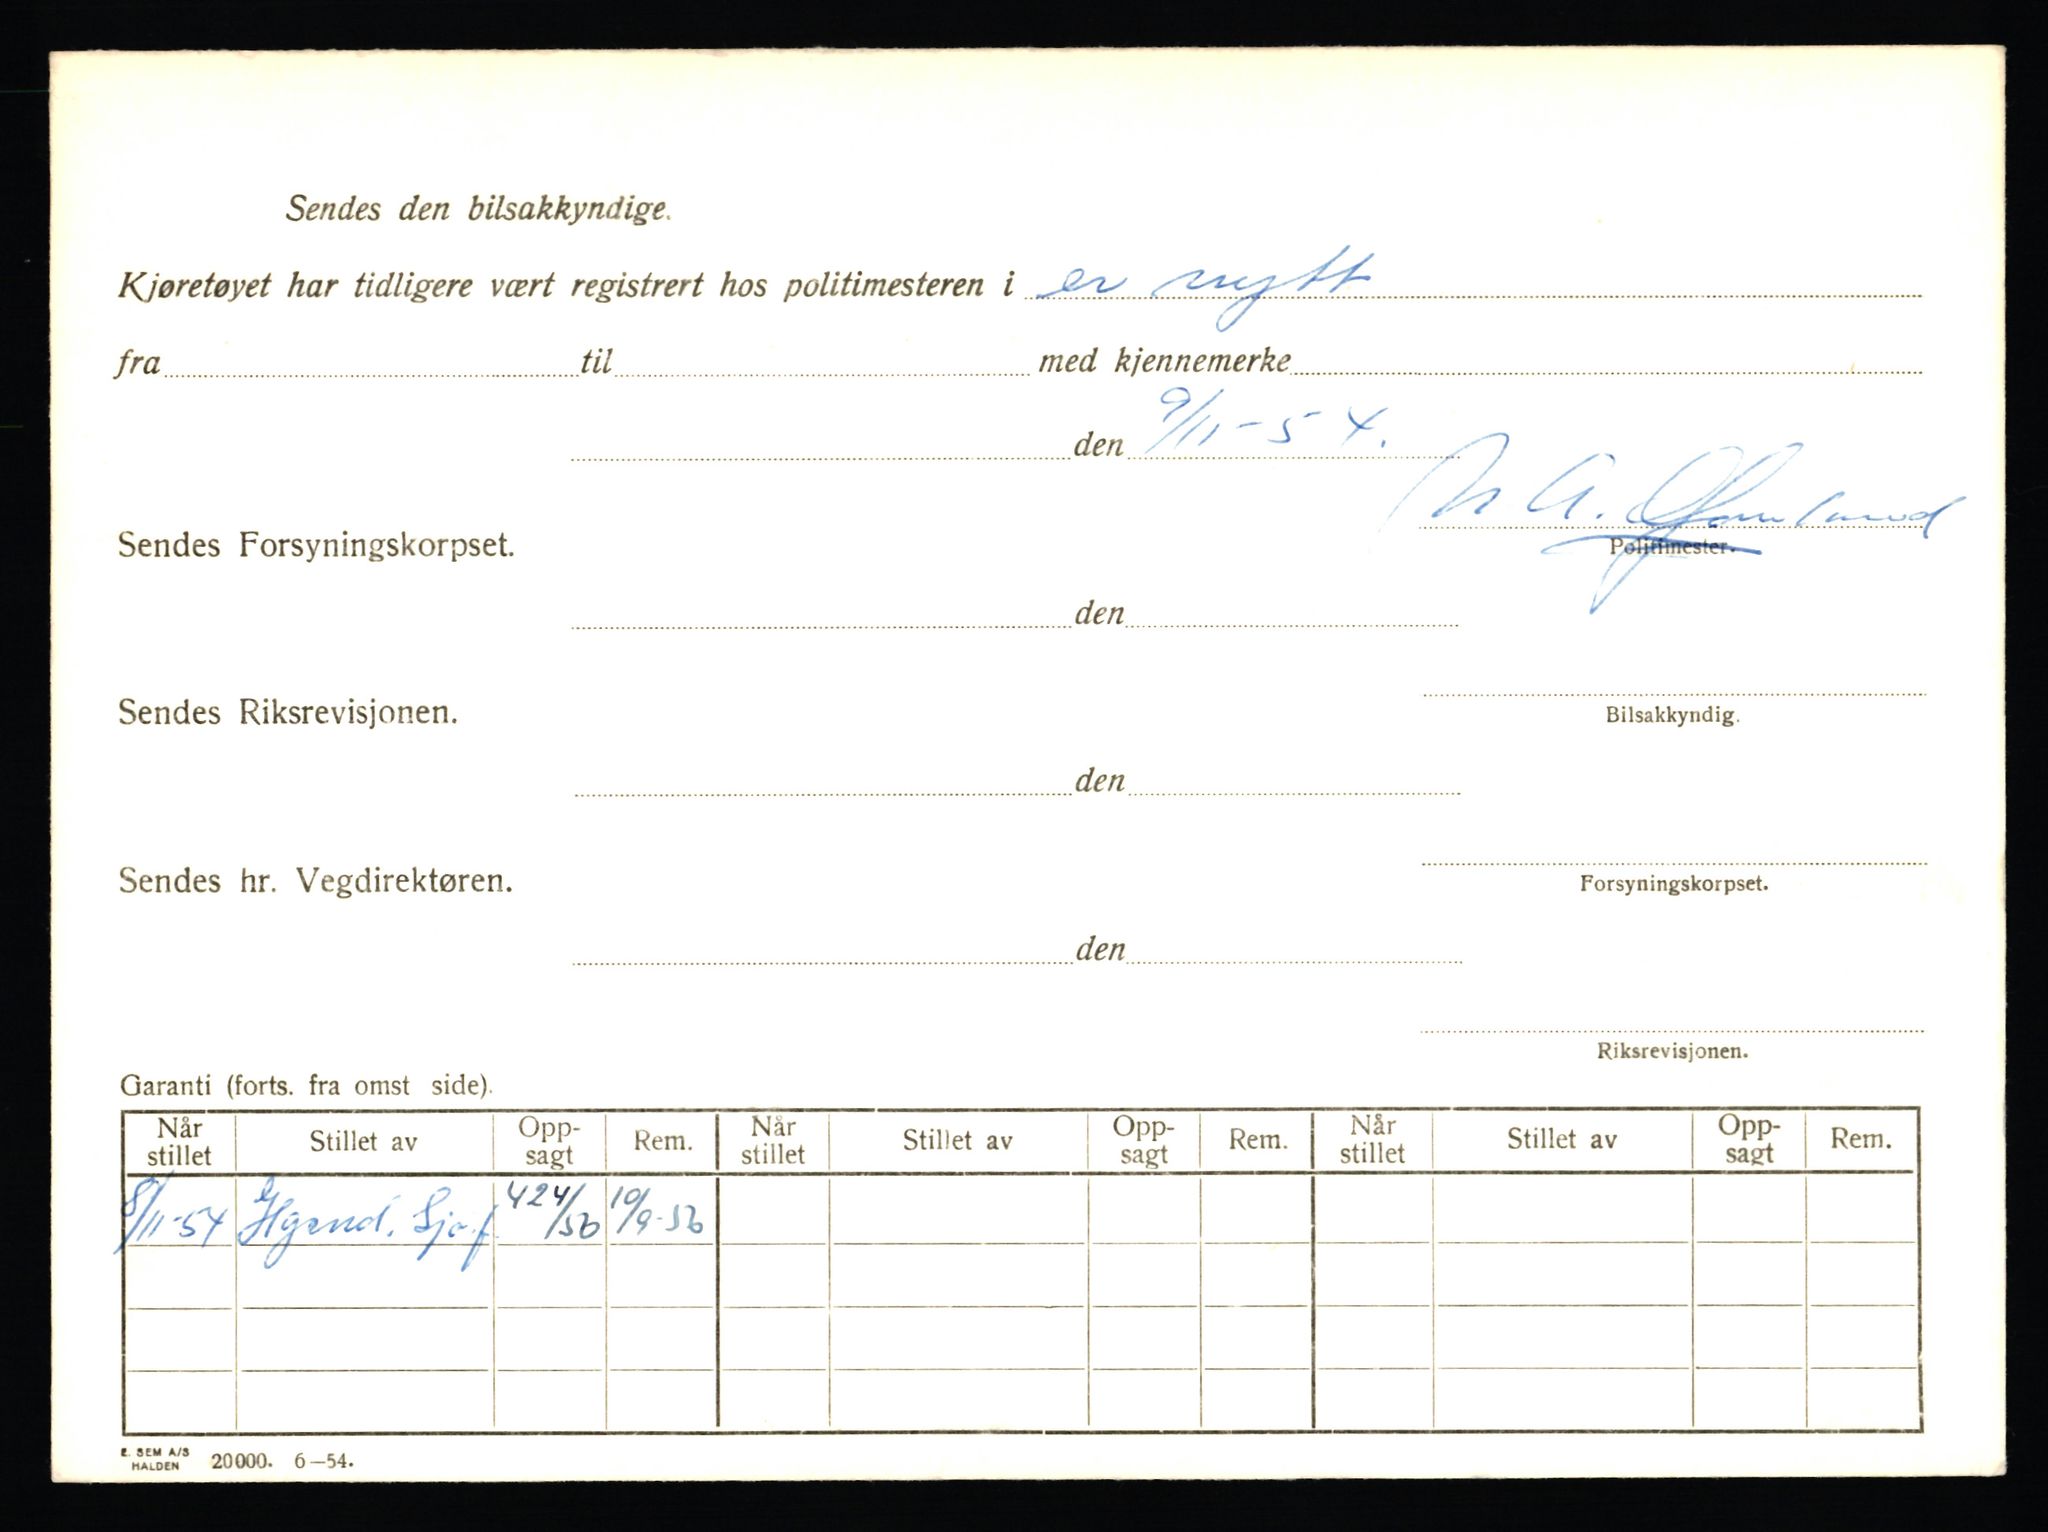 Sendes den bilsakkyndige.
Kjøretøyet har tidligere vært registrert hos politimesteren i er nytt
fra til med kjennemerke
den 9/11-54.
Sendes Forsyningskorpset.
Politimester.
den
Sendes Riksrevisjonen.
Bilsakkyndig.
den
Sendes hr. Vegdirektøren.
Forsyningskorpset.
den
Riksrevisjonen.
Garanti (forts. fra omst side).
Når stillet Stillet av Opp-sagt Rem. Når stillet Stillet av Opp-sagt Rem. Når stillet Stillet av Opp-sagt Rem.
8/11-54 424/56 10/9-56
E. SEM A/S
HALDEN 20000. 6—54.